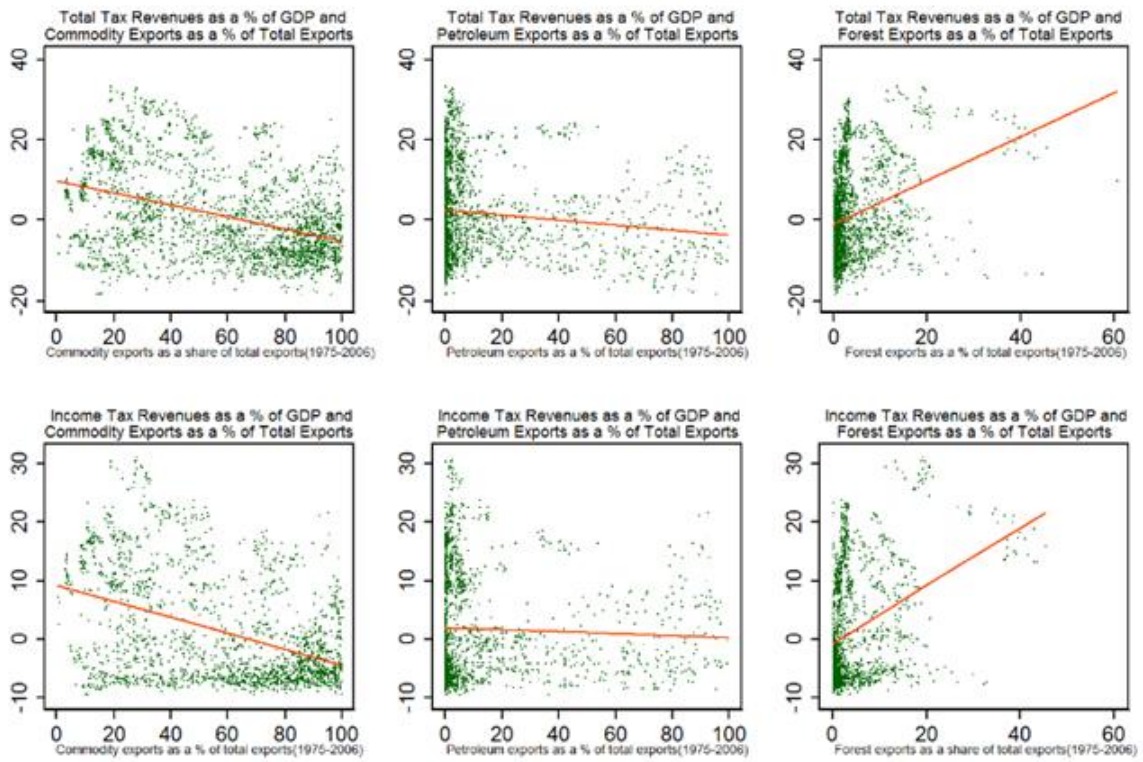 Total Tax Revenues as a % of GDP and
Commodity Exports as a % of Total Exports
40
20
0
-20
0 20 40 60 80 100
Commodity exports as a share of total exports(1975-2006)
Total Tax Revenues as a % of GDP and
Petroleum Exports as a % of Total Exports
40
20
0
-20
0 20 40 60 80 100
Petroleum exports as a % of total exports(1975-2006)
Total Tax Revenues as a % of GDP and
Forest Exports as a % of Total Exports
40
20
0
-20
0 20 40 60
Forest exports as a % of total exports(1975-2006)
Income Tax Revenues as a % of GDP and
Commodity Exports as a % of Total Exports
30
20
10
0
-10
0 20 40 60 80 100
Commodity exports as a % of total exports(1975-2006)
Income Tax Revenues as a % of GDP and
Petroleum Exports as a % of Total Exports
30
20
10
0
-10
0 20 40 60 80 100
Petroleum exports as a % of total exports(1975-2006)
Income Tax Revenues as a % of GDP and
Forest Exports as a % of Total Exports
30
20
10
0
-10
0 20 40 60
Forest exports as a share of total exports(1975-2006)